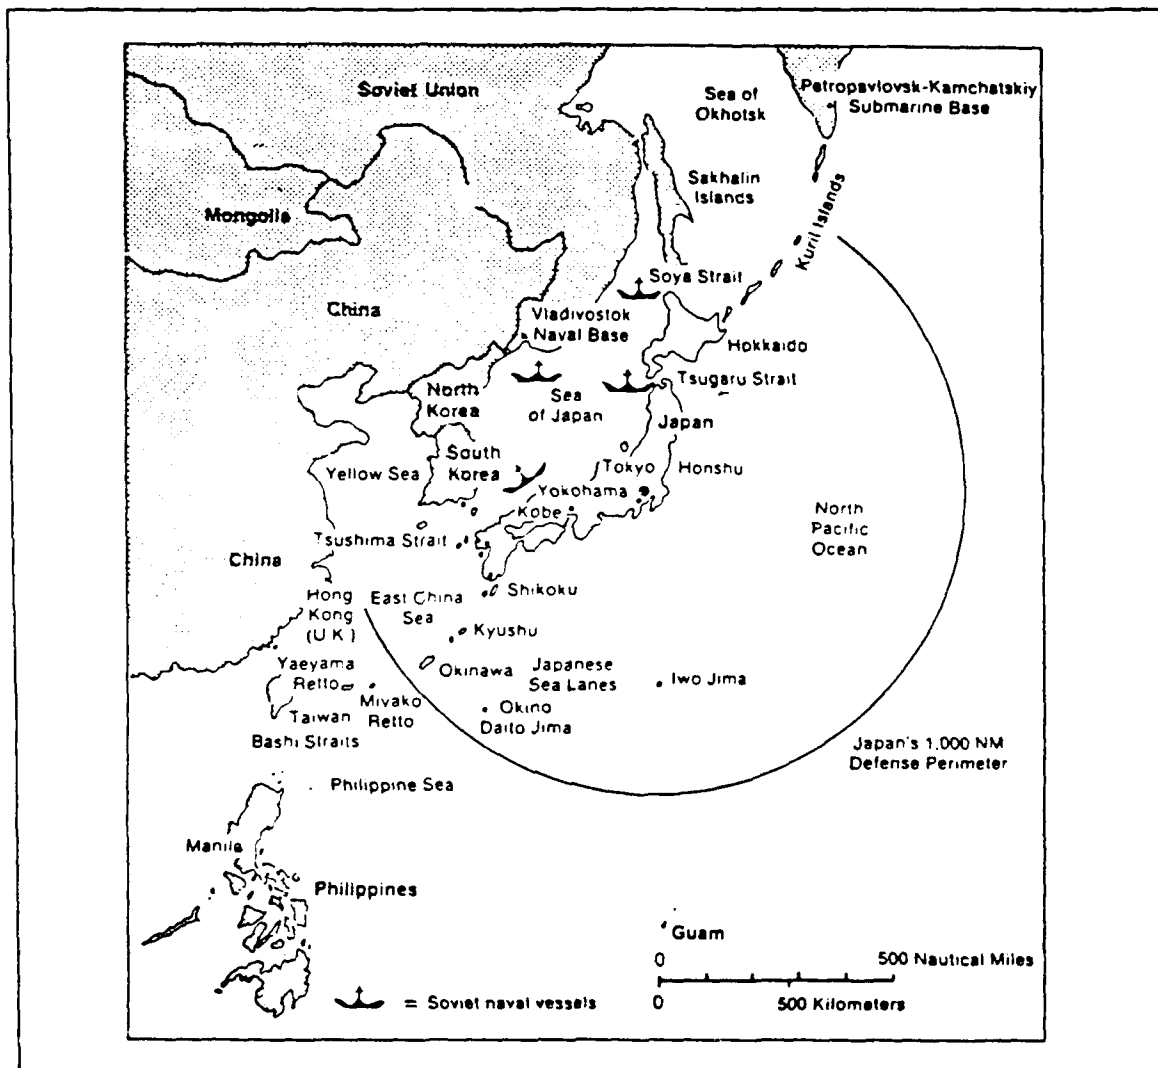 Soviet Union
Sea of
Okhotsk
Petropavlovsk-Kamchatskiy
Submarine Base
Sakhalin
Islands
Kuril Islands
Mongolia
Soya Strait
China
Vladivostok
Naval Base
Hokkaido
Tsugaru Strait
North
Korea
Sea
of Japan
Japan
South
Korea
Yellow Sea
Tokyo
Honshu
Yokohama
Kobe
North
Pacific
Ocean
Tsushima Strait
China
Hong
Kong
(U K)
East China
Sea
Shikoku
Kyushu
Yaeyama
Retto
Okinawa
Japanese
Sea Lanes
Iwo Jima
Miyako
Retto
Taiwan
Okino
Daito Jima
Bashi Straits
Japan's 1,000 NM
Defense Perimeter
Philippine Sea
Manila
Philippines
Guam
0 500 Nautical Miles
0 500 Kilometers
= Soviet naval vessels